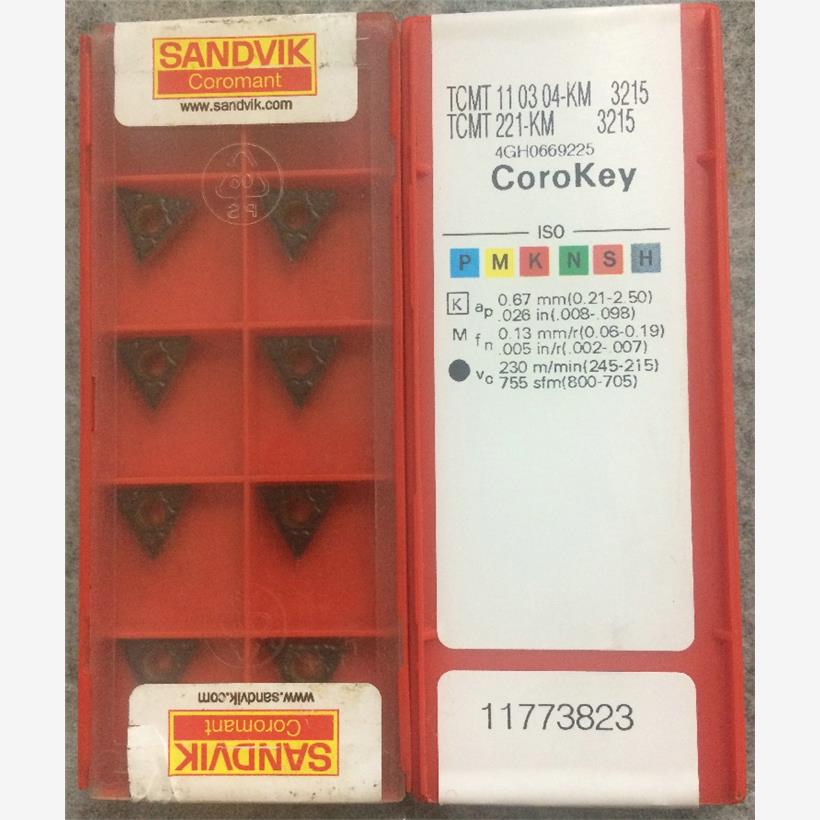 SANDVIK
Coromant
www.sandvik.com
PS
www.sandvik.com
Coromant
SANDVIK
TCMT 11 03 04-KM 3215
TCMT 221-KM 3215
4GH0669225
CoroKey
ISO
P M K N S H
K ap 0.67 mm(0.21-2.50)
.026 in(.008-.098)
M fn 0.13 mm/r(0.06-0.19)
.005 in/r(.002-.007)
vc 230 m/min(245-215)
755 sfm(800-705)
11773823